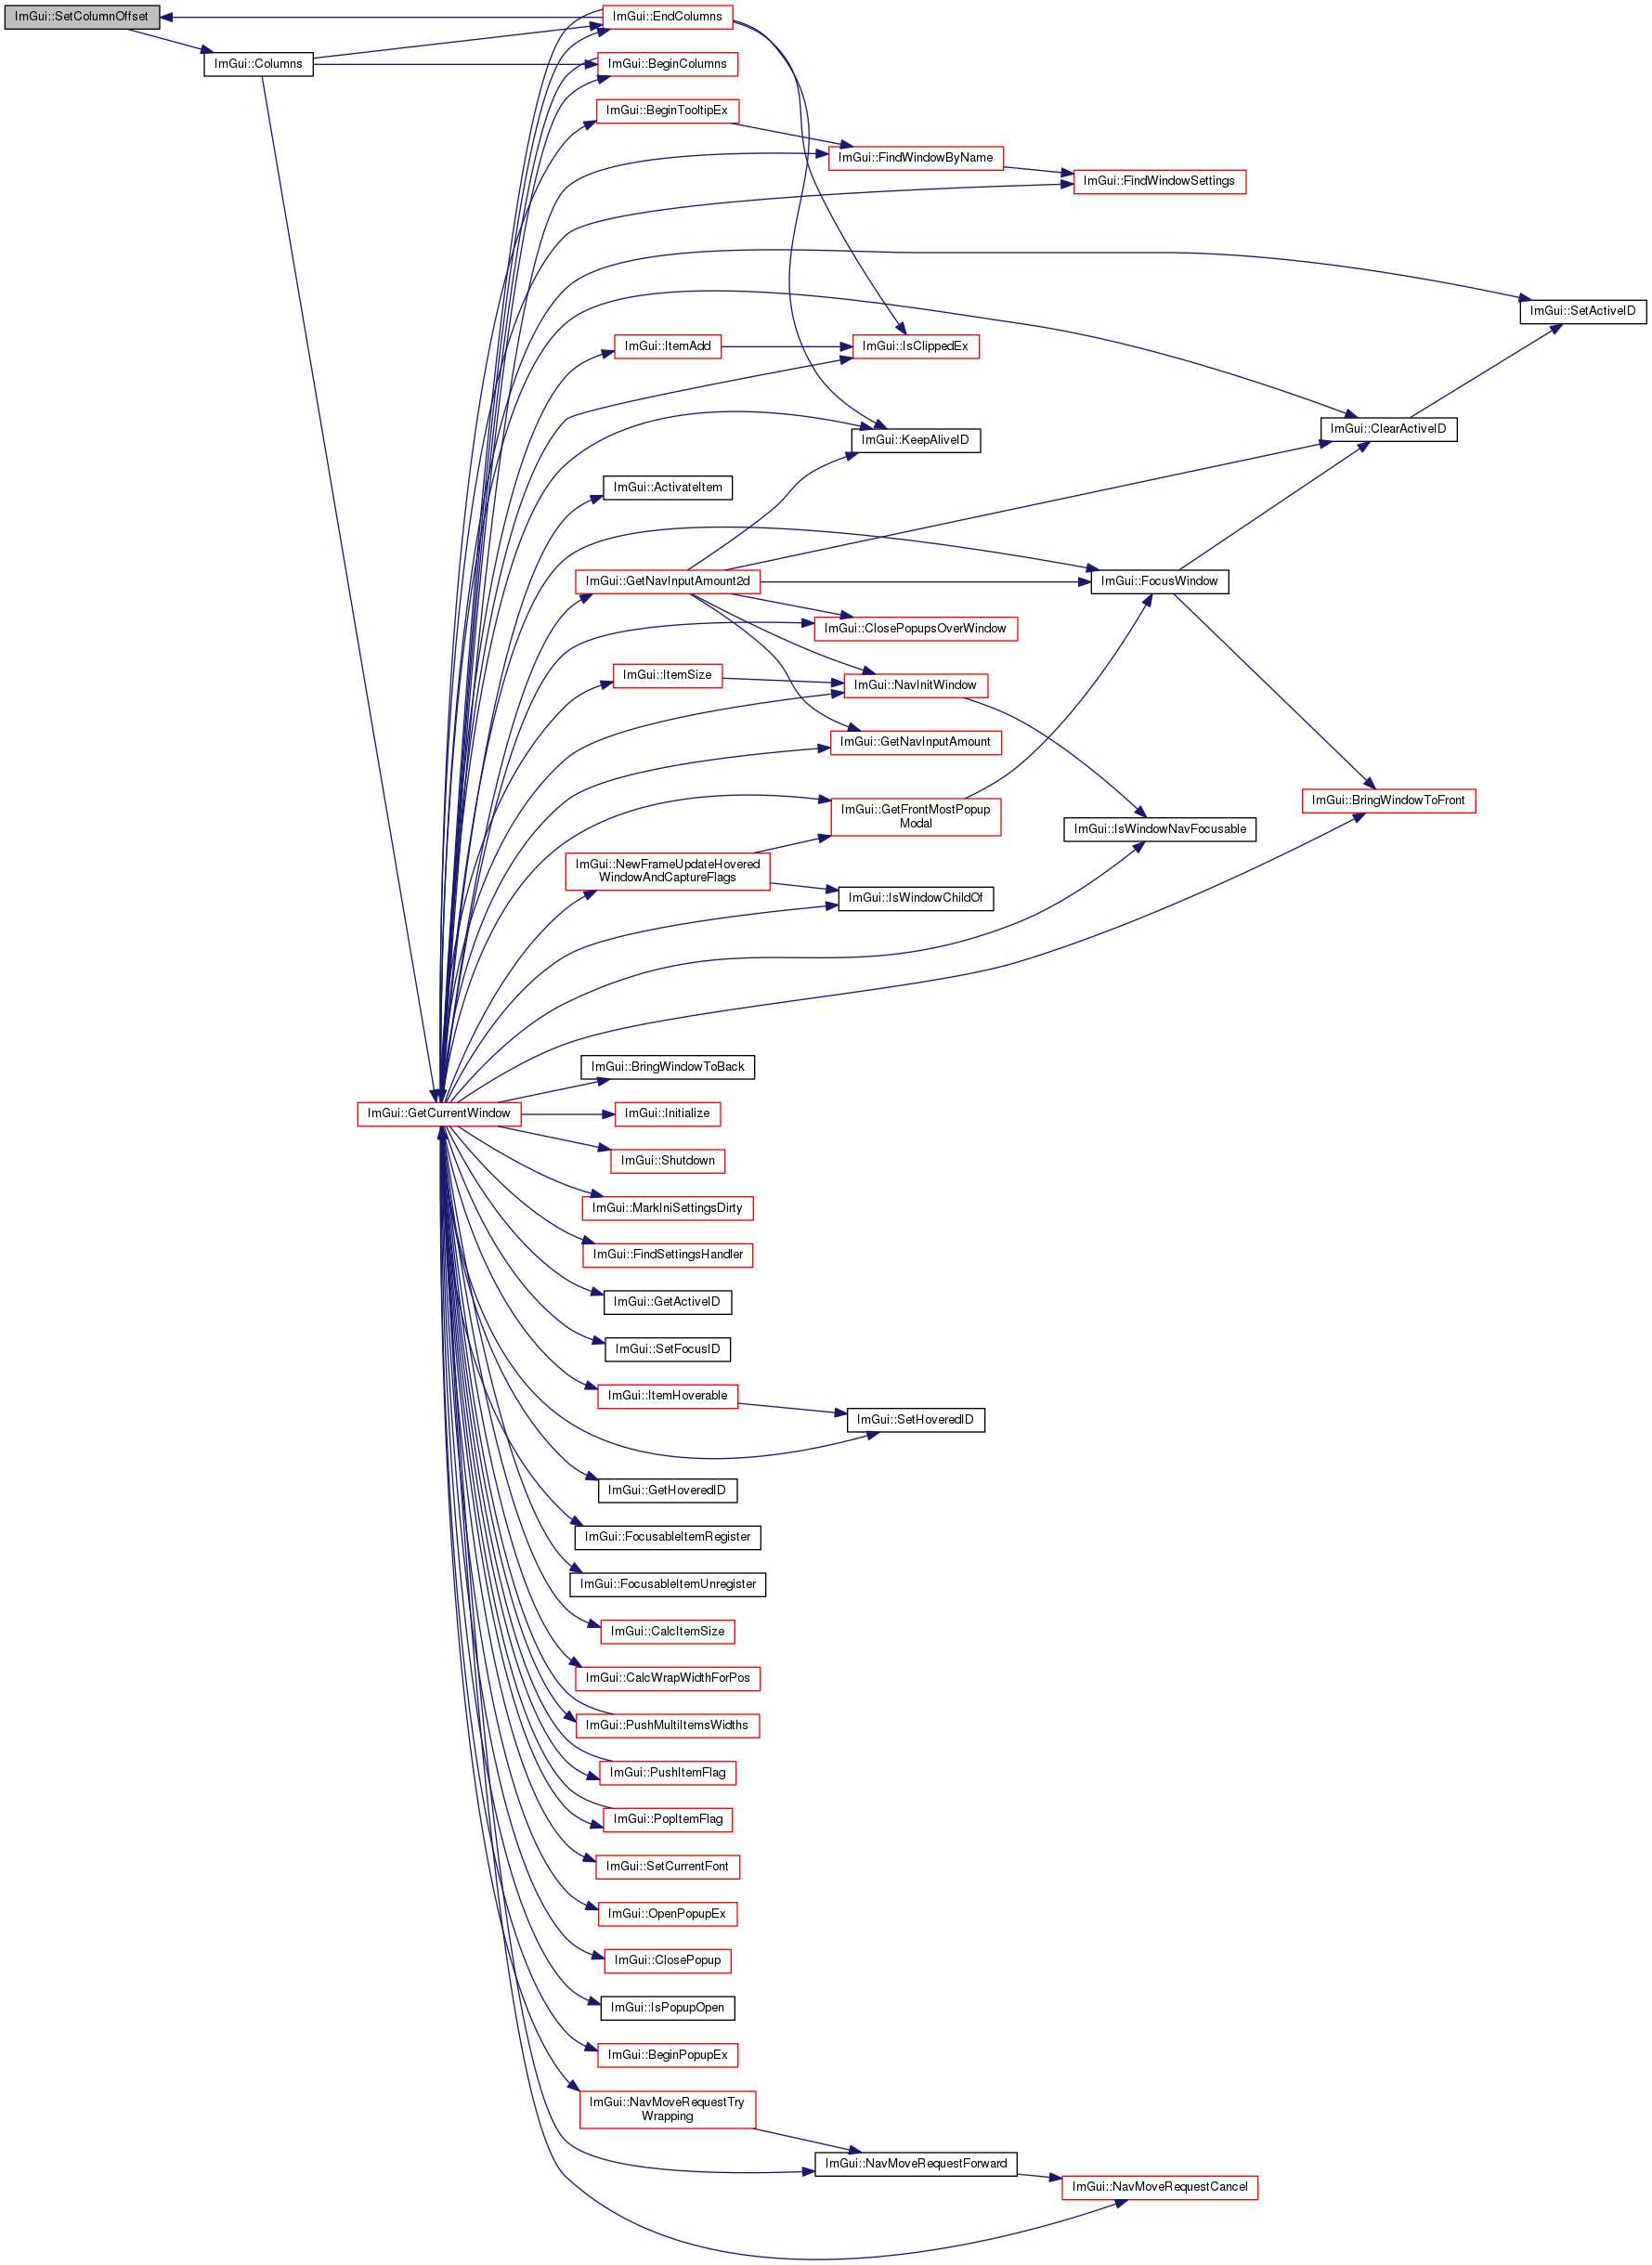 ImGui::SetColumnOffset
ImGui::EndColumns
ImGui::Columns
ImGui::BeginColumns
ImGui::BeginTooltipEx
ImGui::FindWindowByName
ImGui::FindWindowSettings
ImGui::SetActiveID
ImGui::ItemAdd
ImGui::IsClippedEx
ImGui::ClearActiveID
ImGui::KeepAliveID
ImGui::ActivateItem
ImGui::GetNavInputAmount2d
ImGui::FocusWindow
ImGui::ClosePopupsOverWindow
ImGui::ItemSize
ImGui::NavInitWindow
ImGui::GetNavInputAmount
ImGui::BringWindowToFront
ImGui::GetFrontMostPopup
Modal
ImGui::IsWindowNavFocusable
ImGui::NewFrameUpdateHovered
WindowAndCaptureFlags
ImGui::IsWindowChildOf
ImGui::BringWindowToBack
ImGui::GetCurrentWindow
ImGui::Initialize
ImGui::Shutdown
ImGui::MarkIniSettingsDirty
ImGui::FindSettingsHandler
ImGui::GetActiveID
ImGui::SetFocusID
ImGui::ItemHoverable
ImGui::SetHoveredID
ImGui::GetHoveredID
ImGui::FocusableItemRegister
ImGui::FocusableItemUnregister
ImGui::CalcItemSize
ImGui::CalcWrapWidthForPos
ImGui::PushMultiItemsWidths
ImGui::PushItemFlag
ImGui::PopItemFlag
ImGui::SetCurrentFont
ImGui::OpenPopupEx
ImGui::ClosePopup
ImGui::IsPopupOpen
ImGui::BeginPopupEx
ImGui::NavMoveRequestTry
Wrapping
ImGui::NavMoveRequestForward
ImGui::NavMoveRequestCancel